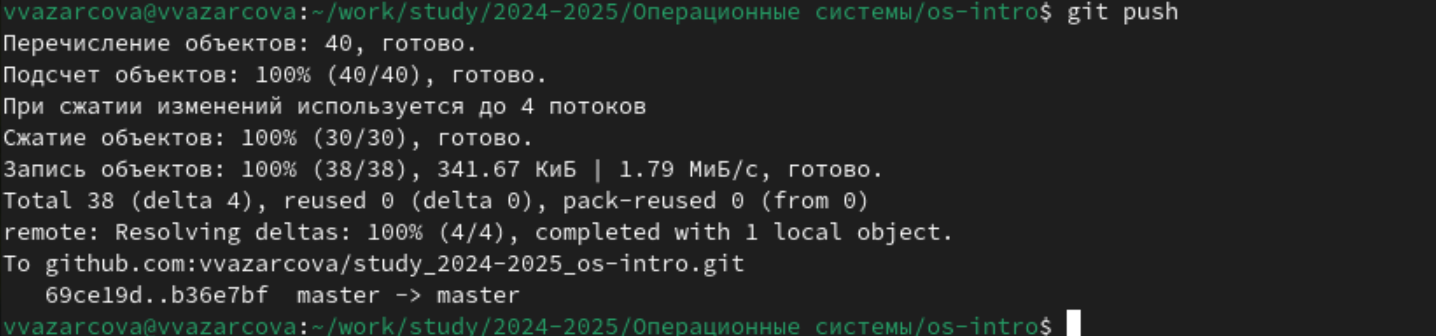 vvazarcova@vvazarcova:~/work/study/2024-2025/Операционные системы/os-intro$ git push
Перечисление объектов: 40, готово.
Подсчет объектов: 100% (40/40), готово.
При сжатии изменений используется до 4 потоков
Сжатие объектов: 100% (30/30), готово.
Запись объектов: 100% (38/38), 341.67 КиБ | 1.79 МиБ/с, готово.
Total 38 (delta 4), reused 0 (delta 0), pack-reused 0 (from 0)
remote: Resolving deltas: 100% (4/4), completed with 1 local object.
To github.com:vvazarcova/study_2024-2025_os-intro.git
   69ce19d..b36e7bf  master -> master
vvazarcova@vvazarcova:~/work/study/2024-2025/Операционные системы/os-intro$